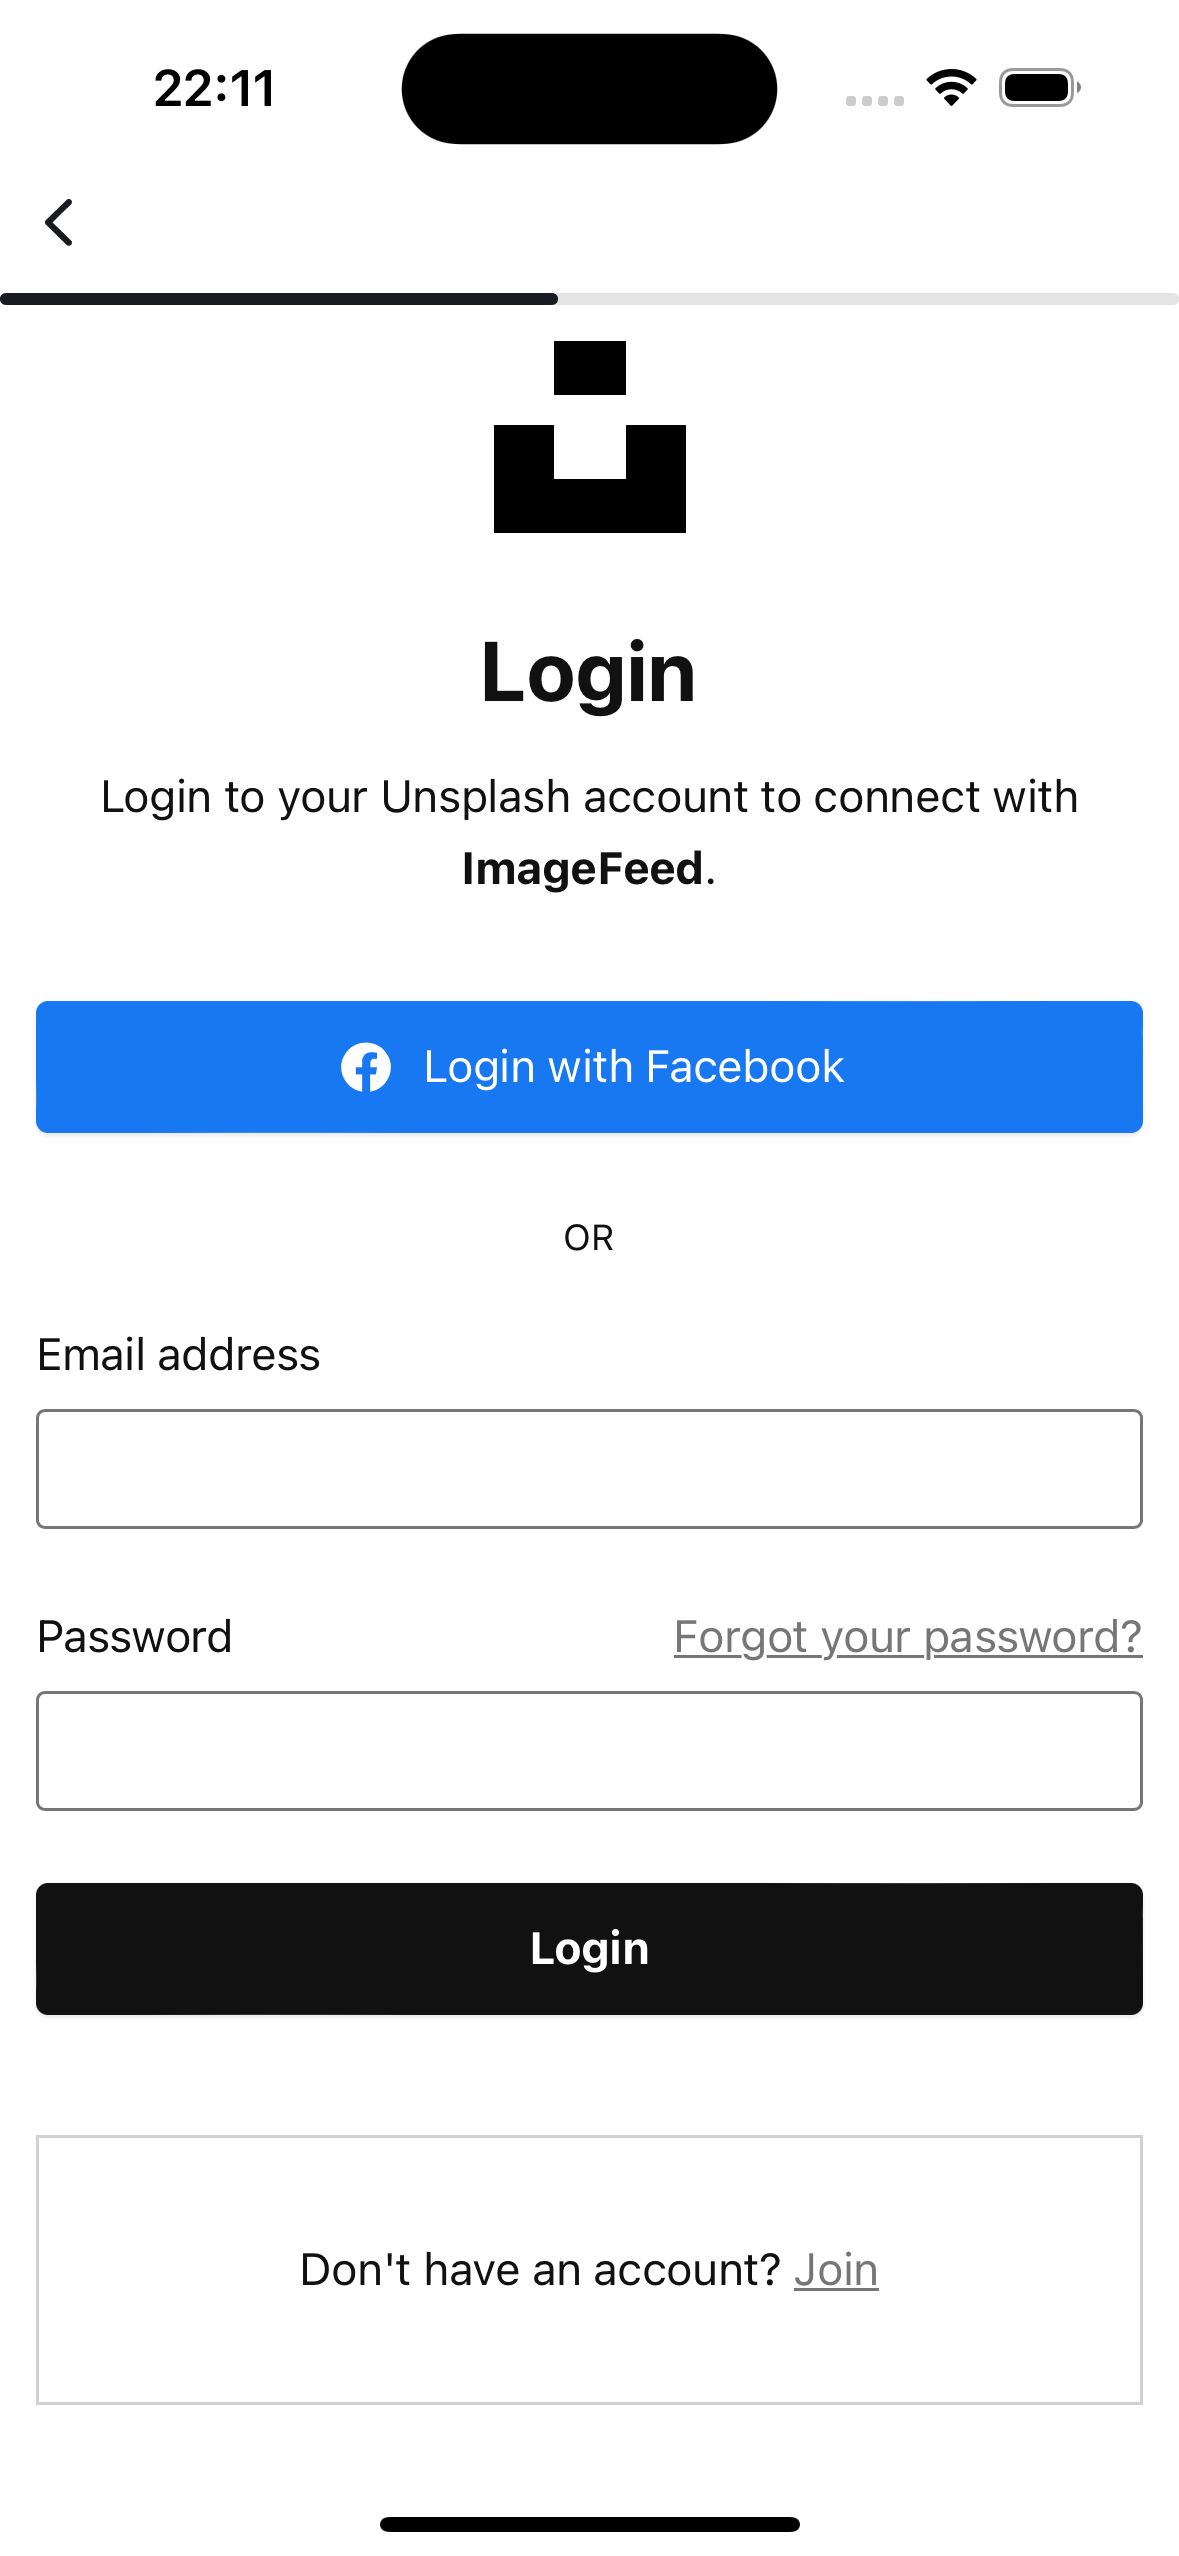 22:11
Login
Login to your Unsplash account to connect with
ImageFeed.
Login with Facebook
OR
Email address
Password Forgot your password?
Login
Don't have an account? Join